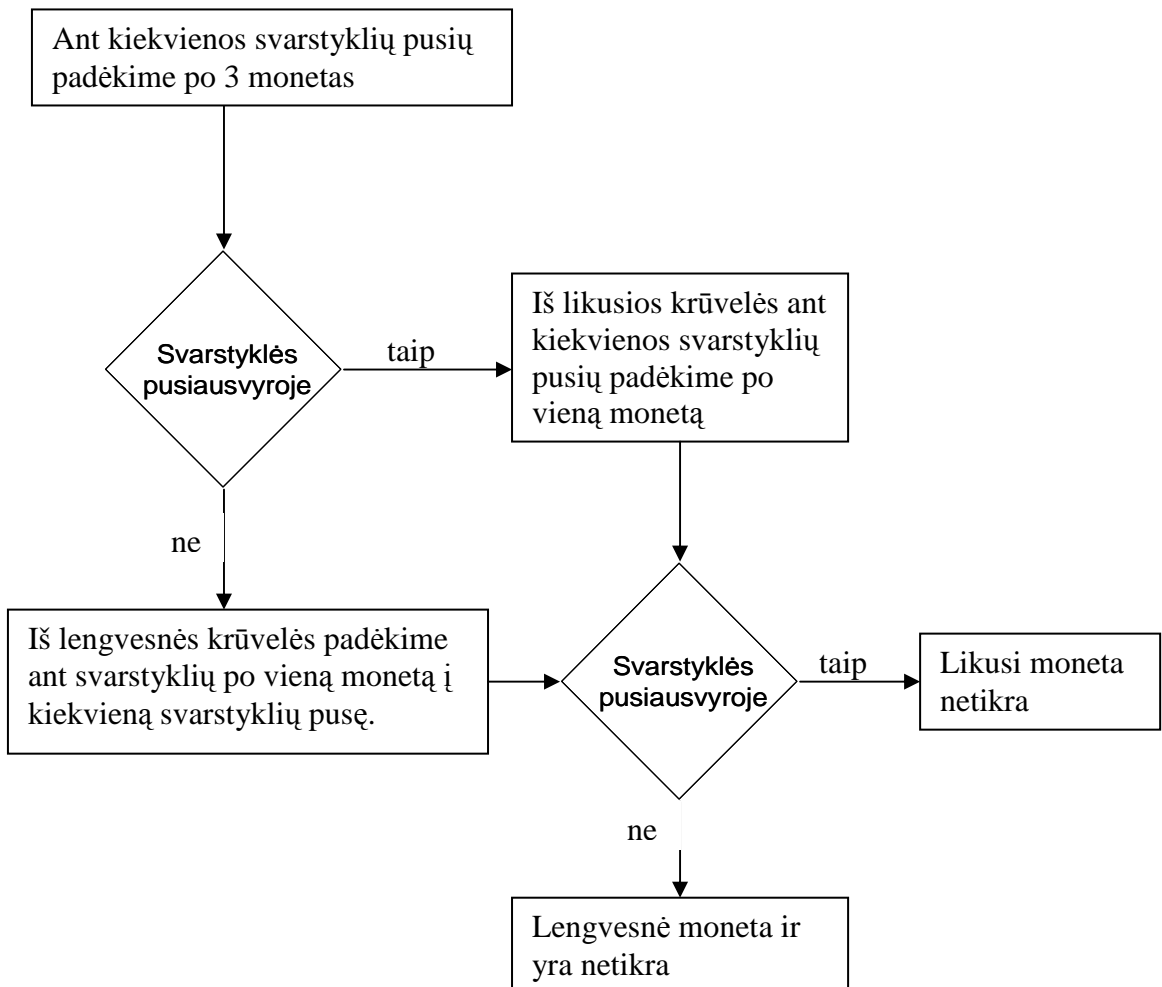 Ant kiekvienos svarstyklių pusių
padėkime po 3 monetas
Svarstyklės
pusiausvyroje
taip
Iš likusios krūvelės ant
kiekvienos svarstyklių
pusių padėkime po
vieną monetą
ne
Iš lengvesnės krūvelės padėkime
ant svarstyklių po vieną monetą į
kiekvieną svarstyklių pusę.
Svarstyklės
pusiausvyroje
taip
Likusi moneta
netikra
ne
Lengvesnė moneta ir
yra netikra